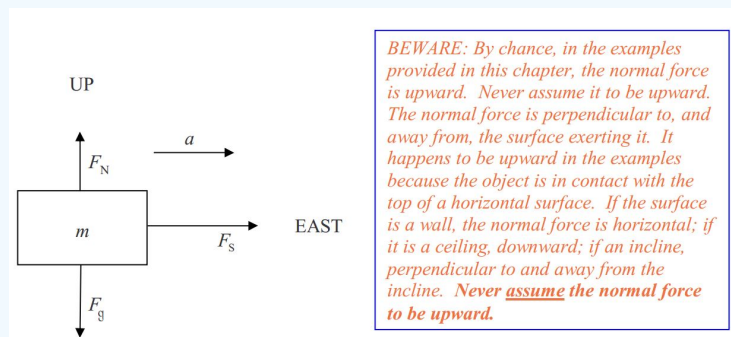 UP
a
F_N
m
F_S
EAST
F_g
BEWARE: By chance, in the examples
provided in this chapter, the normal force
is upward. Never assume it to be upward.
The normal force is perpendicular to, and
away from, the surface exerting it. It
happens to be upward in the examples
because the object is in contact with the
top of a horizontal surface. If the surface
is a wall, the normal force is horizontal; if
it is a ceiling, downward; if an incline,
perpendicular to and away from the
incline. Never assume the normal force
to be upward.